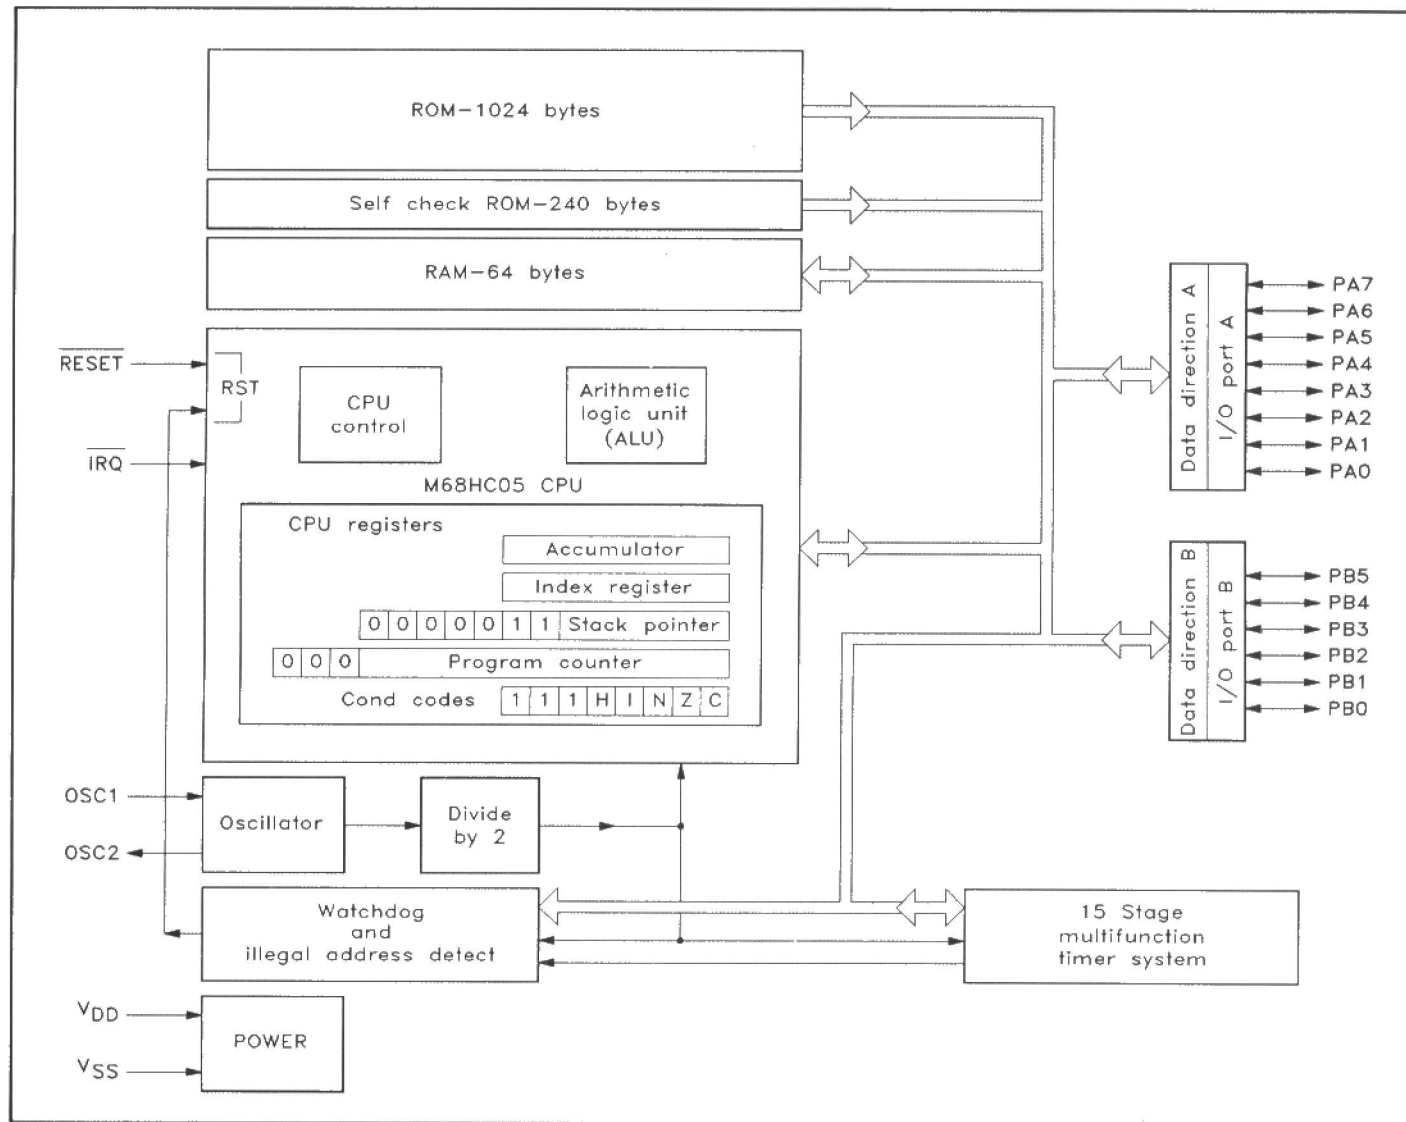 ROM-1024 bytes
Self check ROM-240 bytes
RAM-64 bytes
RESET
RST
IRQ
CPU
control
Arithmetic
logic unit
(ALU)
M68HC05 CPU
CPU registers
Accumulator
Index register
0 0 0 0 0 1 1 Stack pointer
0 0 0 Program counter
Cond codes 1 1 1 H I N Z C
OSC1
OSC2
Oscillator
Divide
by 2
Watchdog
and
illegal address detect
15 Stage
multifunction
timer system
VDD
VSS
POWER
Data direction A
I/O port A
PA7
PA6
PA5
PA4
PA3
PA2
PA1
PA0
Data direction B
I/O port B
PB5
PB4
PB3
PB2
PB1
PB0